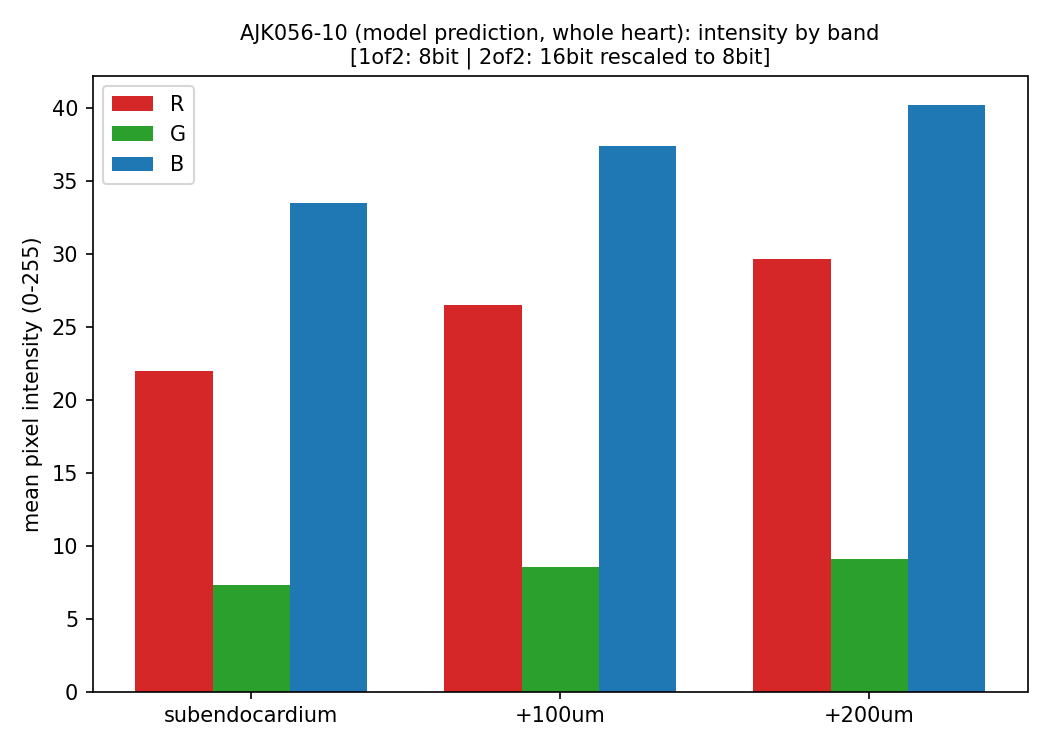 AJK056-10 (model prediction, whole heart): intensity by band
[1of2: 8bit | 2of2: 16bit rescaled to 8bit]
R
G
B
mean pixel intensity (0-255)
40
35
30
25
20
15
10
5
0
subendocardium
+100um
+200um